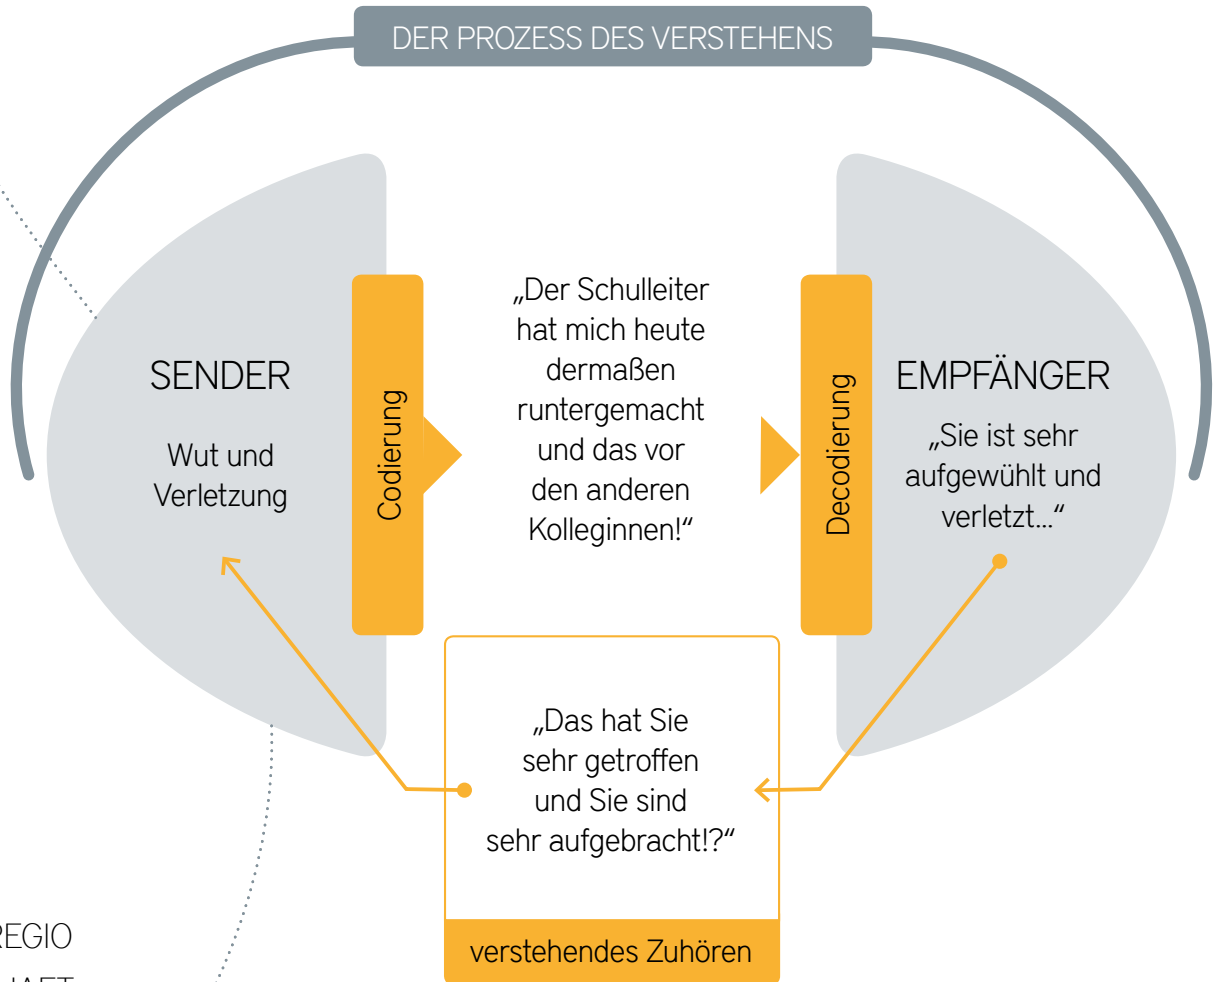 DER PROZESS DES VERSTEHENS
SENDER
Wut und
Verletzung
Codierung
„Der Schulleiter
hat mich heute
dermaßen
runtergemacht
und das vor
den anderen
Kolleginnen!“
Decodierung
EMPFÄNGER
„Sie ist sehr
aufgewühlt und
verletzt...“
„Das hat Sie
sehr getroffen
und Sie sind
sehr aufgebracht!?“
verstehendes Zuhören
REGIO